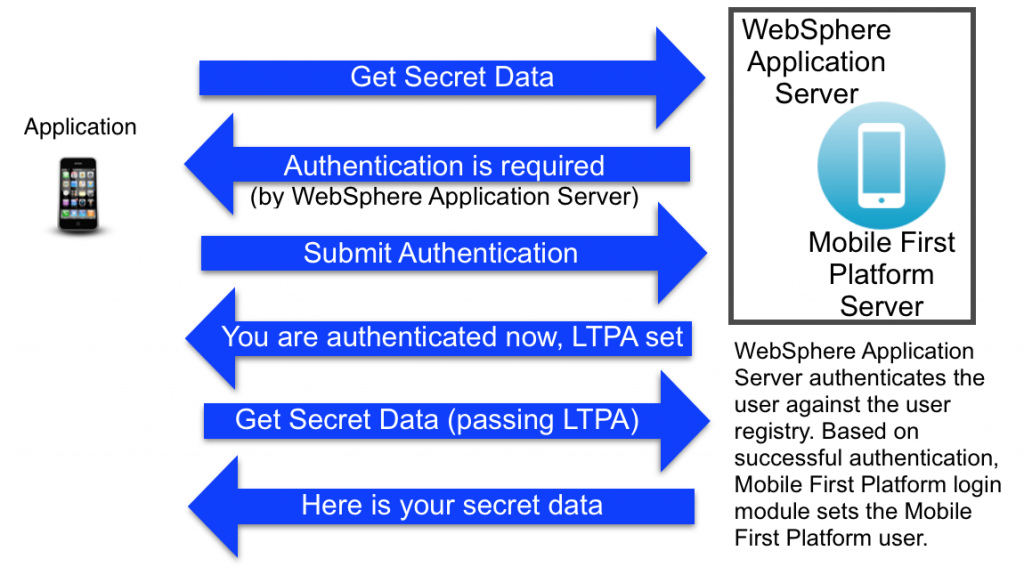 Application
Get Secret Data
Authentication is required
(by WebSphere Application Server)
Submit Authentication
You are authenticated now, LTPA set
Get Secret Data (passing LTPA)
Here is your secret data
WebSphere
Application
Server
Mobile First
Platform
Server
WebSphere Application
Server authenticates the
user against the user
registry. Based on
successful authentication,
Mobile First Platform login
module sets the Mobile
First Platform user.